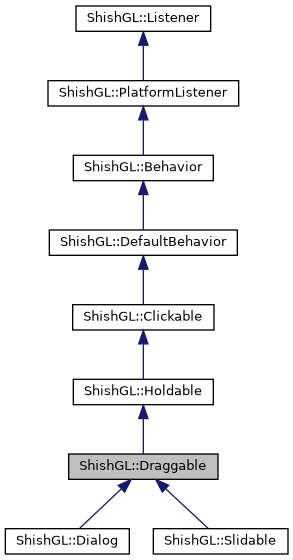 ShishGL::Listener
ShishGL::PlatformListener
ShishGL::Behavior
ShishGL::DefaultBehavior
ShishGL::Clickable
ShishGL::Holdable
ShishGL::Draggable
ShishGL::Dialog
ShishGL::Slidable